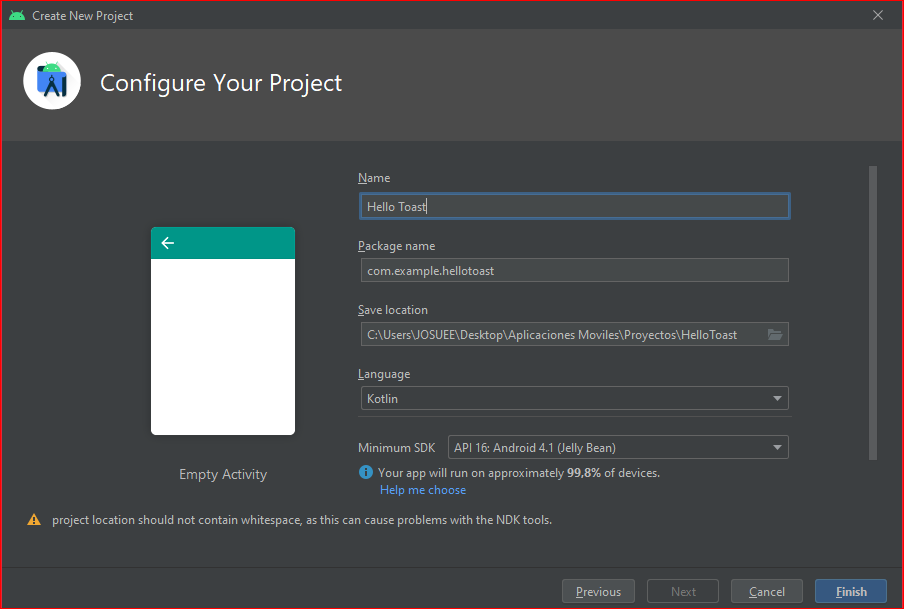 Create New Project
Configure Your Project
Name
Hello Toast
Package name
com.example.hellotoast
Save location
C:\Users\JOSUEE\Desktop\Aplicaciones Moviles\Proyectos\HelloToast
Language
Kotlin
Minimum SDK API 16: Android 4.1 (Jelly Bean)
Your app will run on approximately 99,8% of devices.
Help me choose
Empty Activity
project location should not contain whitespace, as this can cause problems with the NDK tools.
Previous Next Cancel Finish